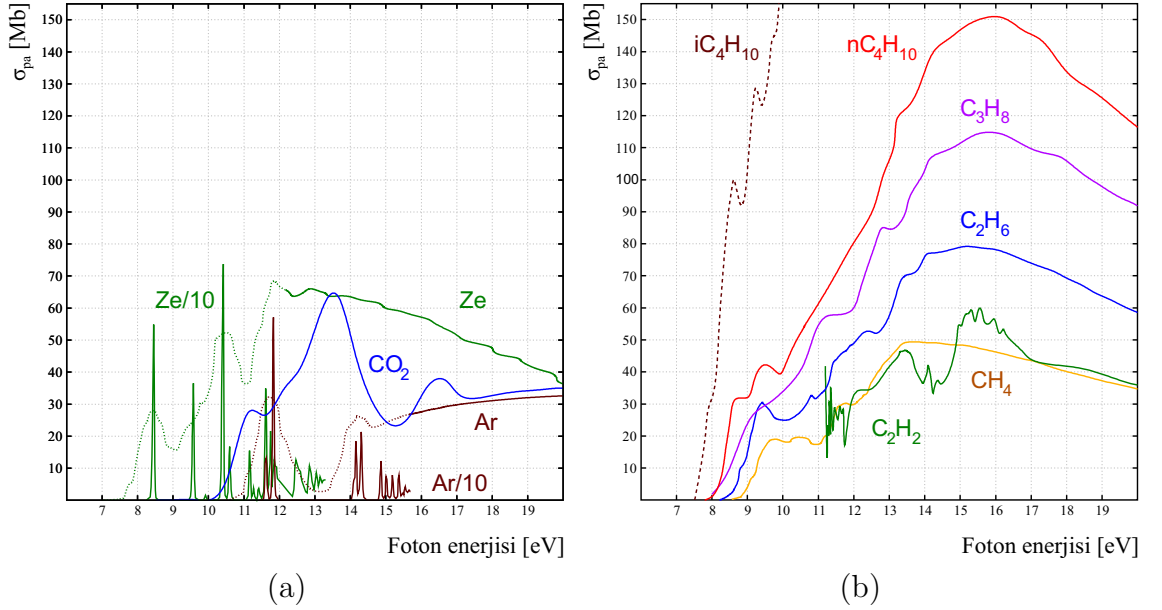 σpa [Mb]
150
140
130
120
110
100
90
80
70
60
50
40
30
20
10
7 8 9 10 11 12 13 14 15 16 17 18 19
Foton enerjisi [eV]
Ze/10
Ze
CO2
Ar
Ar/10
(a)
σpa [Mb]
150
140
130
120
110
100
90
80
70
60
50
40
30
20
10
7 8 9 10 11 12 13 14 15 16 17 18 19
Foton enerjisi [eV]
iC4H10
nC4H10
C3H8
C2H6
CH4
C2H2
(b)